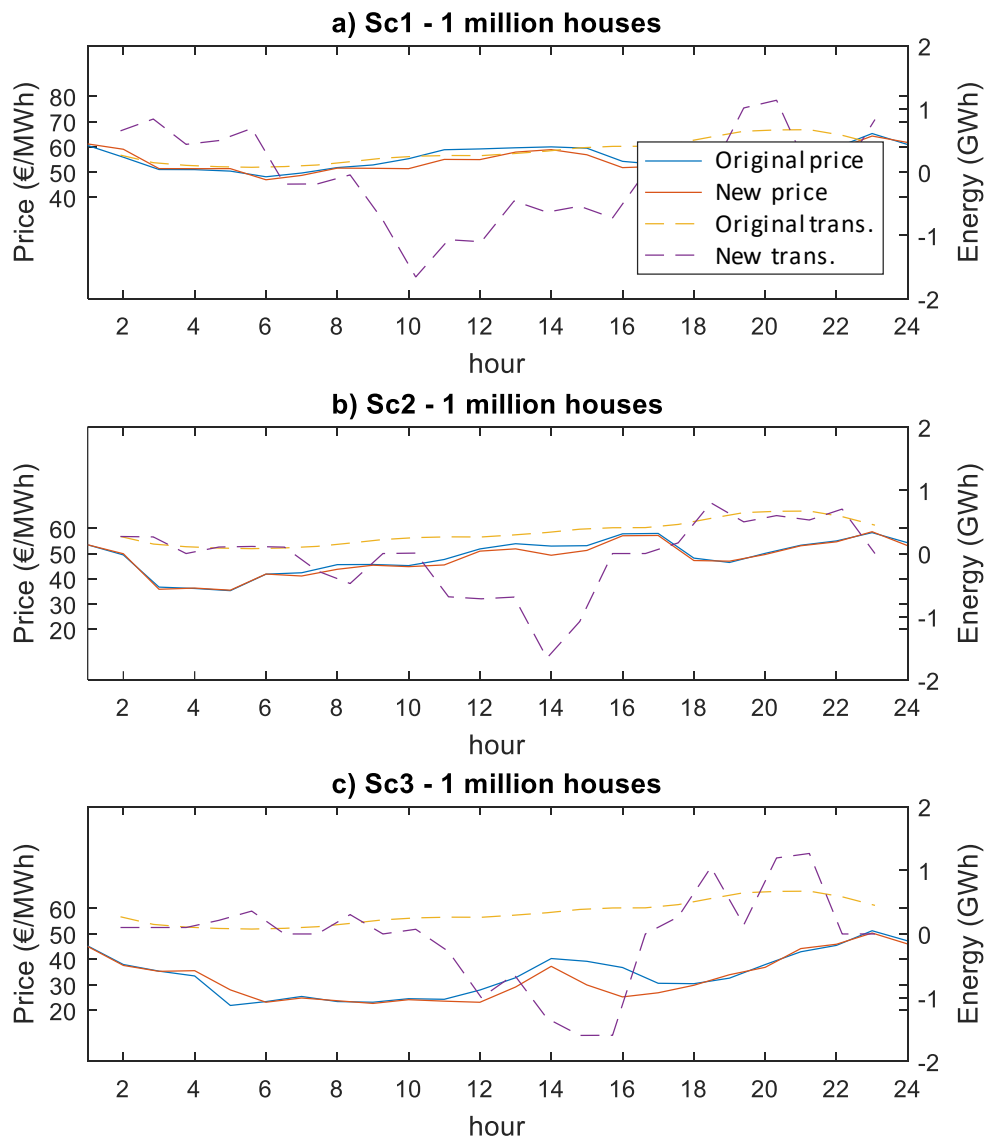 a) Sc1 - 1 million houses
Price (€/MWh)
80
70
60
50
40
2
1
0
-1
-2
Energy (GWh)
Original price
New price
Original trans.
New trans.
2 4 6 8 10 12 14 16 18 20 22 24
hour
b) Sc2 - 1 million houses
Price (€/MWh)
60
50
40
30
20
2
1
0
-1
-2
Energy (GWh)
2 4 6 8 10 12 14 16 18 20 22 24
hour
c) Sc3 - 1 million houses
Price (€/MWh)
60
50
40
30
20
2
1
0
-1
-2
Energy (GWh)
2 4 6 8 10 12 14 16 18 20 22 24
hour